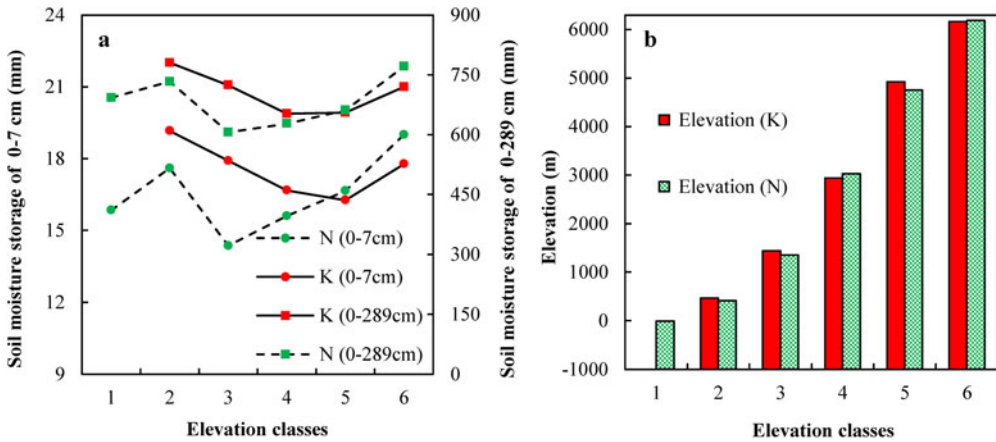 Soil moisture storage of 0-7 cm (mm)
24
21
18
15
12
9
a
N (0-7cm)
K (0-7cm)
K (0-289cm)
N (0-289cm)
1 2 3 4 5 6
Elevation classes
900
750
600
450
300
150
000
Soil moisture storage of 0-289 cm (mm)
b
Elevation (m)
6000
5000
4000
3000
2000
1000
0
-1000
Elevation (K)
Elevation (N)
1 2 3 4 5 6
Elevation classes